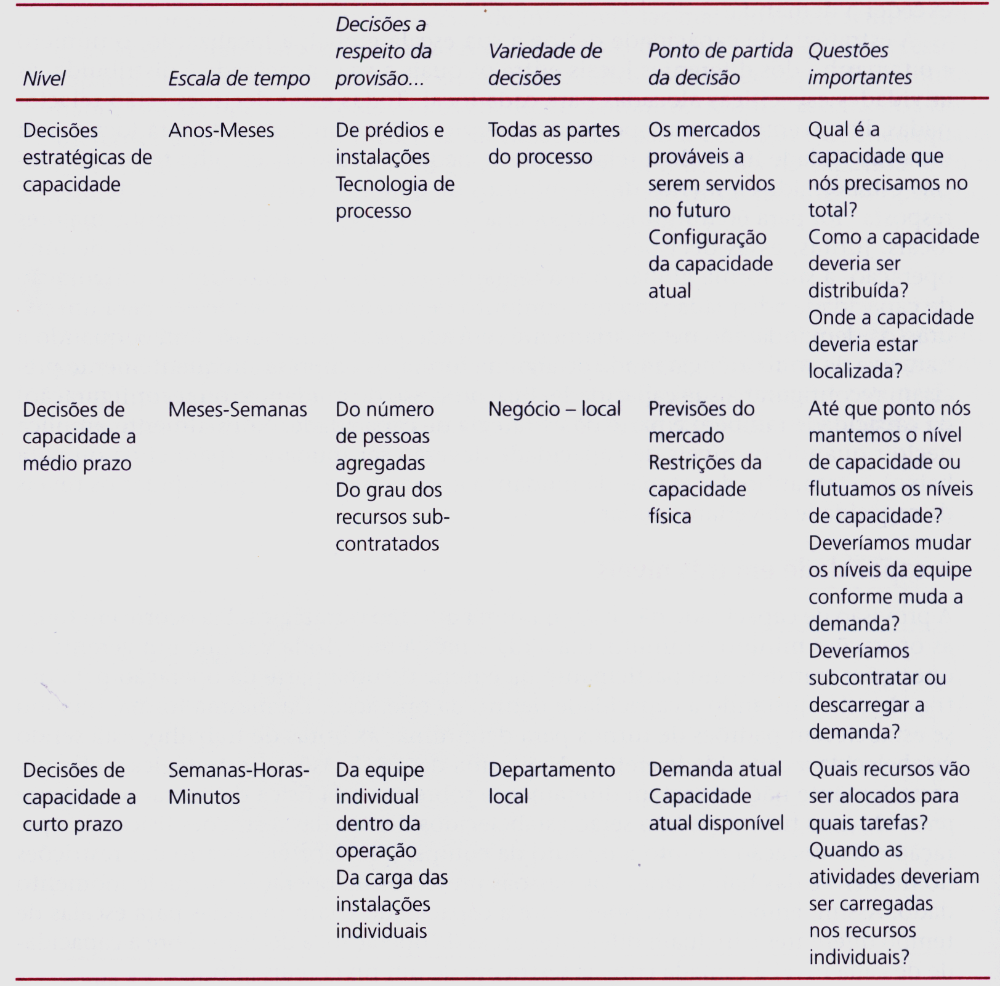 Nível
Escala de tempo
Decisões a
respeito da
provisão...
Variedade de
decisões
Ponto de partida
da decisão
Questões
importantes
Decisões
estratégicas de
capacidade
Anos-Meses
De prédios e
instalações
Tecnologia de
processo
Todas as partes
do processo
Os mercados
prováveis a
serem servidos
no futuro
Configuração
da capacidade
atual
Qual é a
capacidade que
nós precisamos no
total?
Como a capacidade
deveria ser
distribuída?
Onde a capacidade
deveria estar
localizada?
Decisões de
capacidade a
médio prazo
Meses-Semanas
Do número
de pessoas
agregadas
Do grau dos
recursos sub-
contratados
Negócio – local
Previsões do
mercado
Restrições da
capacidade
física
Até que ponto nós
mantemos o nível
de capacidade ou
flutuamos os níveis
de capacidade?
Deveríamos mudar
os níveis da equipe
conforme muda a
demanda?
Deveríamos
subcontratar ou
descarregar a
demanda?
Decisões de
capacidade a
curto prazo
Semanas-Horas-
Minutos
Da equipe
individual
dentro da
operação
Da carga das
instalações
individuais
Departamento
local
Demanda atual
Capacidade
atual disponível
Quais recursos vão
ser alocados para
quais tarefas?
Quando as
atividades deveriam
ser carregadas
nos recursos
individuais?